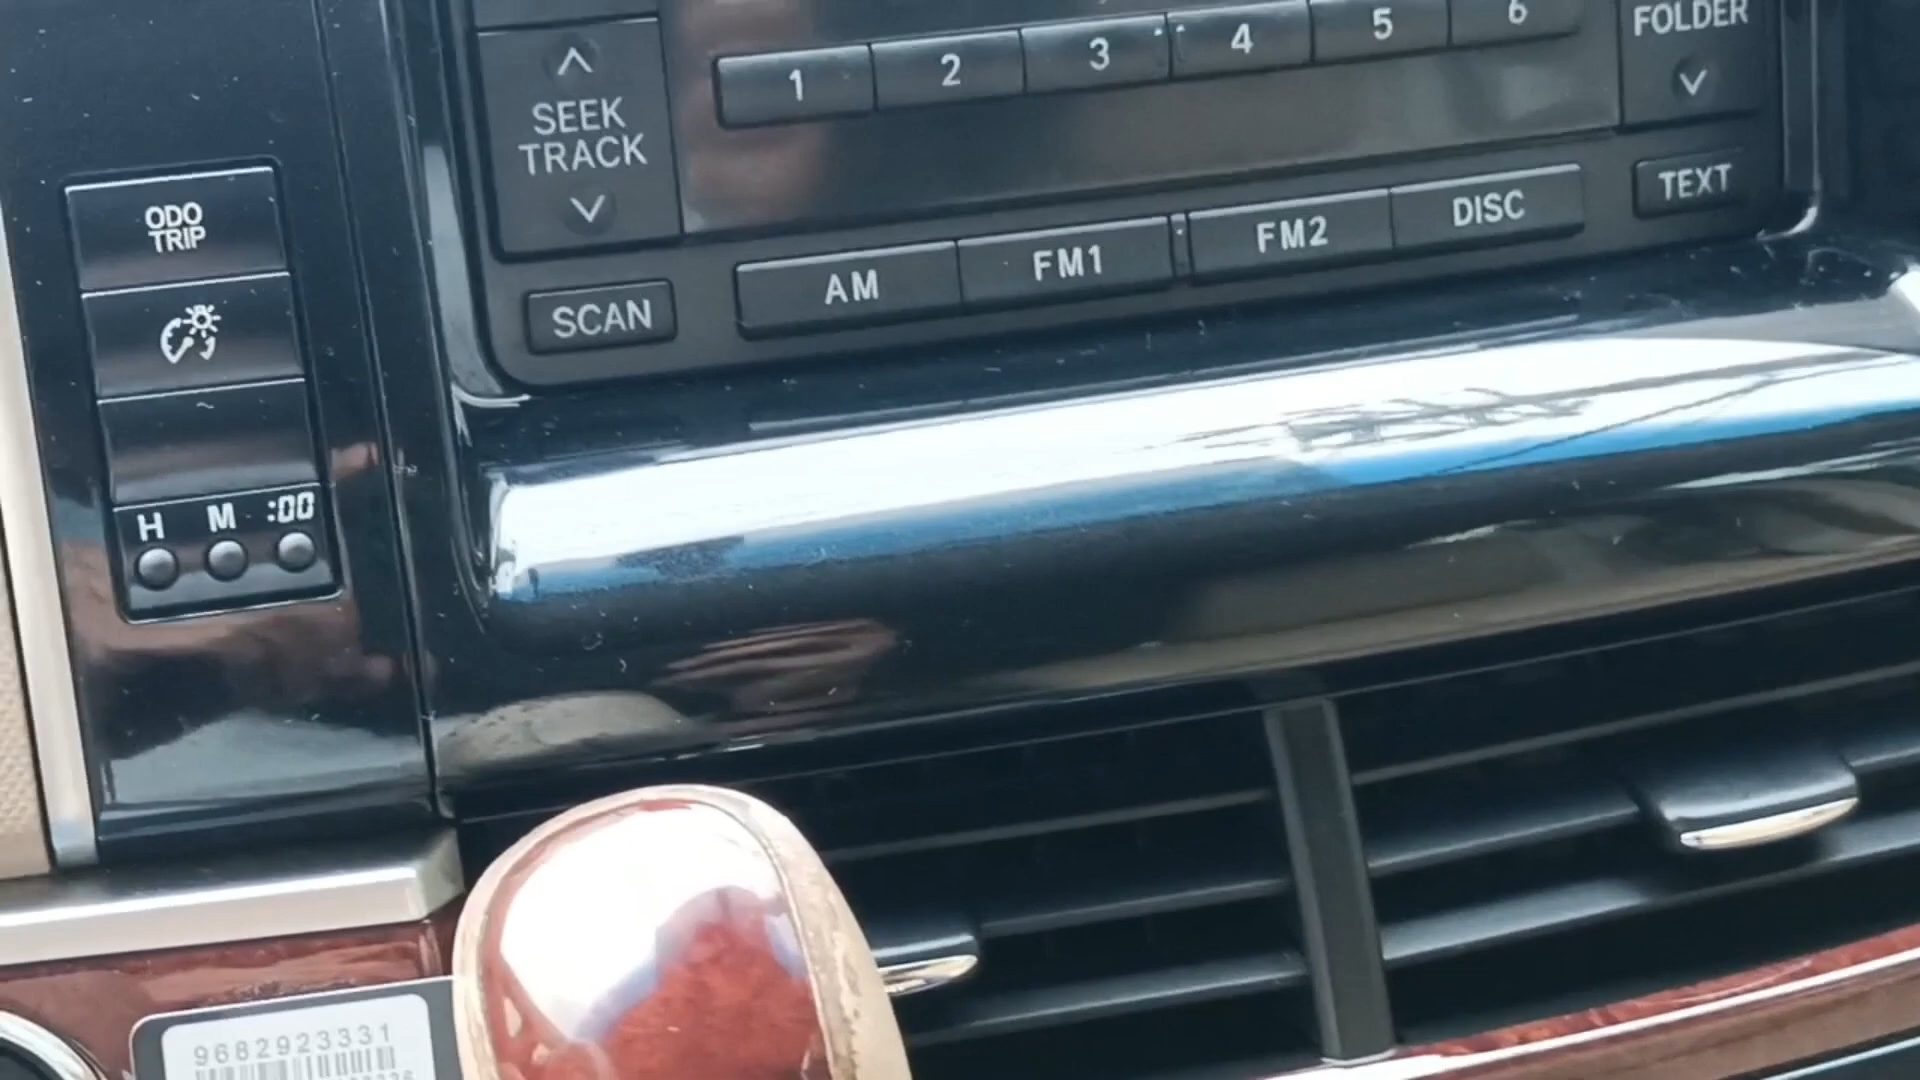 1 2 3 4 5 6
FOLDER
SEEK
TRACK
TEXT
AM FM1 FM2 DISC
SCAN
ODO
TRIP
H M :00
9682923331